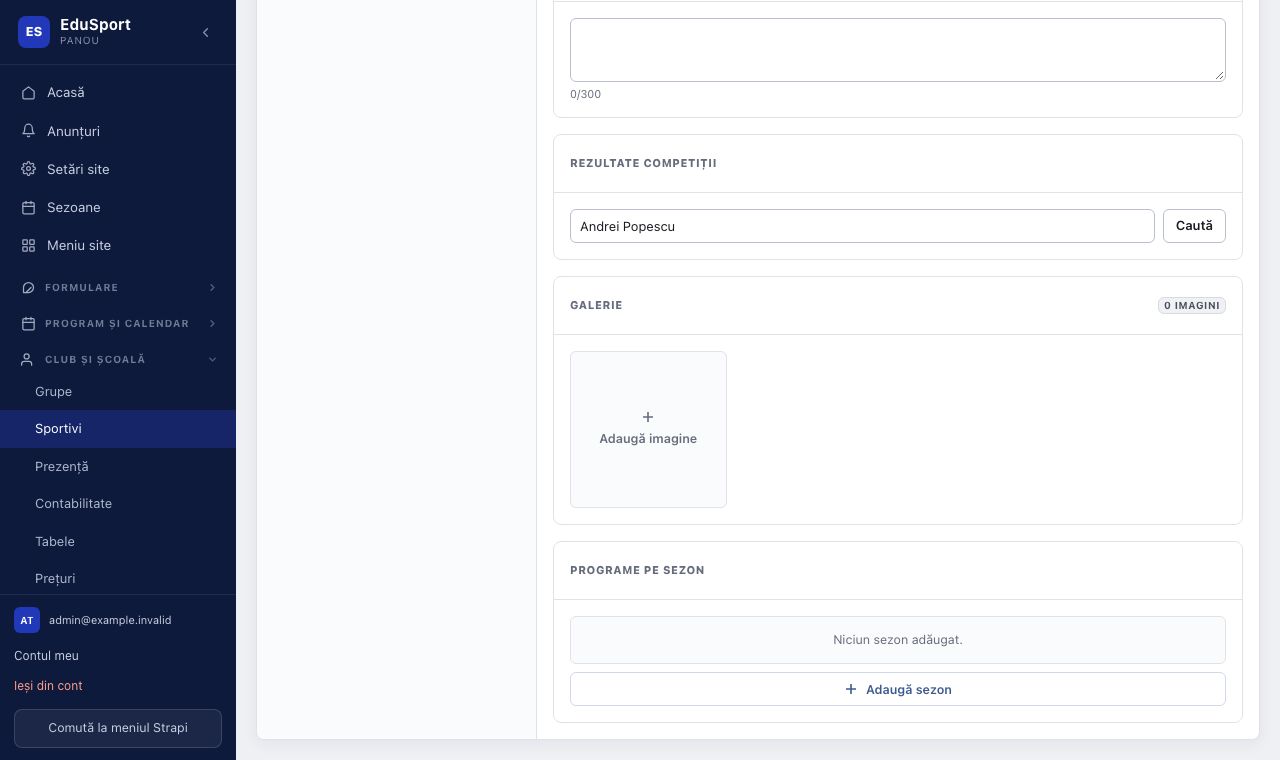 ES
EduSport
PANOU
Acasă
Anunțuri
Setări site
Sezoane
Meniu site
FORMULARE
PROGRAM ȘI CALENDAR
CLUB ȘI ȘCOALĂ
Grupe
Sportivi
Prezență
Contabilitate
Tabele
Prețuri
AT
admin@example.invalid
Contul meu
Ieși din cont
Comută la meniul Strapi
0/300
REZULTATE COMPETIȚII
Andrei Popescu
Caută
GALERIE
0 IMAGINI
Adaugă imagine
PROGRAME PE SEZON
Niciun sezon adăugat.
Adaugă sezon